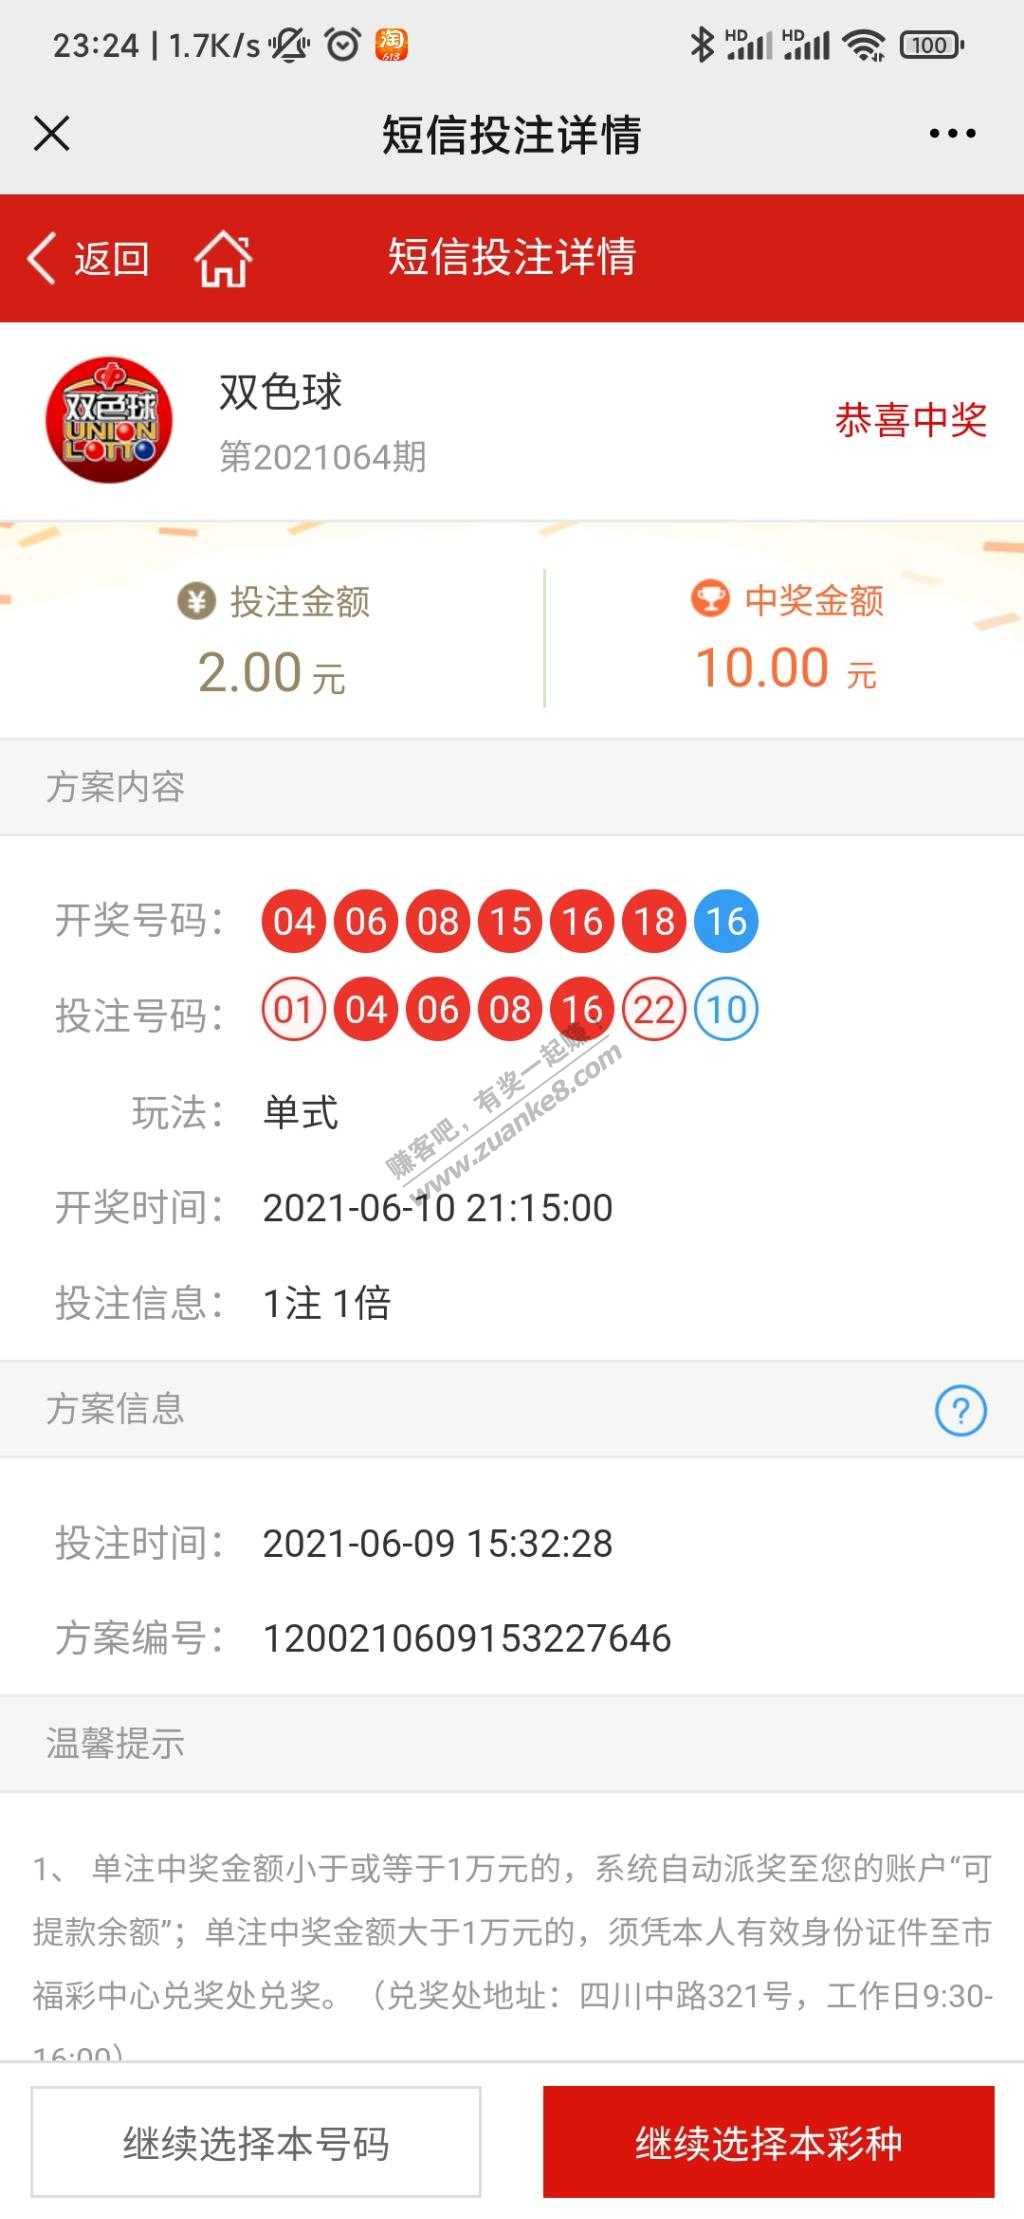 23:24 | 1.7K/s 淘 613 HD HD 100
短信投注详情
返回 短信投注详情
双色球 UNION LOTTO
双色球
第2021064期
恭喜中奖
¥ 投注金额 中奖金额
2.00 元 10.00 元
方案内容
开奖号码： 04 06 08 15 16 18 16
投注号码： 01 04 06 08 16 22 10
赚客吧，有奖一起赚！
www.zuanke8.com
玩法： 单式
开奖时间： 2021-06-10 21:15:00
投注信息： 1注 1倍
方案信息 ?
投注时间： 2021-06-09 15:32:28
方案编号： 1200210609153227646
温馨提示
1、 单注中奖金额小于或等于1万元的，系统自动派奖至您的账户“可
提款余额”；单注中奖金额大于1万元的，须凭本人有效身份证件至市
福彩中心兑奖处兑奖。（兑奖处地址：四川中路321号，工作日9:30-
16:00）
继续选择本号码 继续选择本彩种